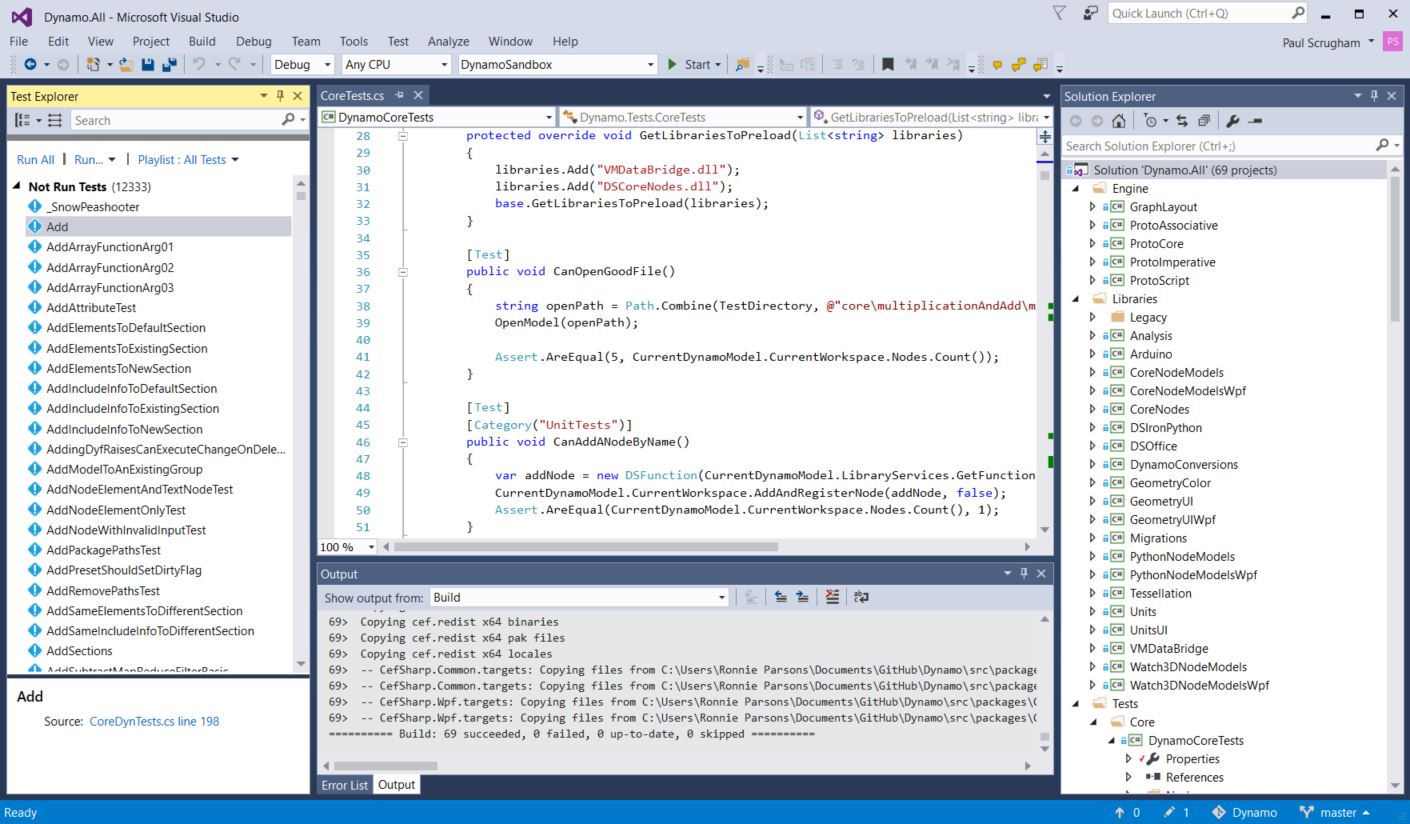 Dynamo.All - Microsoft Visual Studio
Quick Launch (Ctrl+Q)
File Edit View Project Build Debug Team Tools Test Analyze Window Help
Paul Scrugham PS
Debug Any CPU DynamoSandbox Start
Test Explorer
Search
Run All | Run... | Playlist : All Tests
Not Run Tests (12333)
_SnowPeashooter
Add
AddArrayFunctionArg01
AddArrayFunctionArg02
AddArrayFunctionArg03
AddAttributeTest
AddElementsToDefaultSection
AddElementsToExistingSection
AddElementsToNewSection
AddIncludeInfoToDefaultSection
AddIncludeInfoToExistingSection
AddIncludeInfoToNewSection
AddingDyfRaisesCanExecuteChangeOnDele...
AddModelToAnExistingGroup
AddNodeElementAndTextNodeTest
AddNodeElementOnlyTest
AddNodeWithInvalidInputTest
AddPackagePathsTest
AddPresetShouldSetDirtyFlag
AddRemovePathsTest
AddSameElementsToDifferentSection
AddSameIncludeInfoToDifferentSection
AddSections
AddSubtractMapReduceFilterBasic
Add
Source: CoreDynTests.cs line 198
CoreTests.cs
DynamoCoreTests Dynamo.Tests.CoreTests GetLibrariesToPreload(List<string> libra
28 protected override void GetLibrariesToPreload(List<string> libraries)
29 {
30 libraries.Add("VMDataBridge.dll");
31 libraries.Add("DSCoreNodes.dll");
32 base.GetLibrariesToPreload(libraries);
33 }
34
35 [Test]
36 public void CanOpenGoodFile()
37 {
38 string openPath = Path.Combine(TestDirectory, @"core\multiplicationAndAdd\m
39 OpenModel(openPath);
40
41 Assert.AreEqual(5, CurrentDynamoModel.CurrentWorkspace.Nodes.Count());
42 }
43
44 [Test]
45 [Category("UnitTests")]
46 public void CanAddANodeByName()
47 {
48 var addNode = new DSFunction(CurrentDynamoModel.LibraryServices.GetFunction
49 CurrentDynamoModel.CurrentWorkspace.AddAndRegisterNode(addNode, false);
50 Assert.AreEqual(CurrentDynamoModel.CurrentWorkspace.Nodes.Count(), 1);
51 }
100 %
Output
Show output from: Build
69> Copying cef.redist x64 binaries
69> Copying cef.redist x64 pak files
69> Copying cef.redist x64 locales
69> -- CefSharp.Common.targets: Copying files from C:\Users\Ronnie Parsons\Documents\GitHub\Dynamo\src\package
69> -- CefSharp.Common.targets: Copying files from C:\Users\Ronnie Parsons\Documents\GitHub\Dynamo\src\package
69> -- CefSharp.Wpf.targets: Copying files from C:\Users\Ronnie Parsons\Documents\GitHub\Dynamo\src\packages\C
69> -- CefSharp.Wpf.targets: Copying files from C:\Users\Ronnie Parsons\Documents\GitHub\Dynamo\src\packages\C
========== Build: 69 succeeded, 0 failed, 0 up-to-date, 0 skipped ==========
Error List Output
Solution Explorer
Search Solution Explorer (Ctrl+;)
Solution 'Dynamo.All' (69 projects)
Engine
C# GraphLayout
C# ProtoAssociative
C# ProtoCore
C# ProtoImperative
C# ProtoScript
Libraries
Legacy
C# Analysis
C# Arduino
C# CoreNodeModels
C# CoreNodeModelsWpf
C# CoreNodes
C# DSIronPython
C# DSOffice
C# DynamoConversions
C# GeometryColor
C# GeometryUI
C# GeometryUIWpf
C# Migrations
C# PythonNodeModels
C# PythonNodeModelsWpf
C# Tessellation
C# Units
C# UnitsUI
C# VMDataBridge
C# Watch3DNodeModels
C# Watch3DNodeModelsWpf
Tests
Core
C# DynamoCoreTests
Properties
References
Ready
0 1 Dynamo master